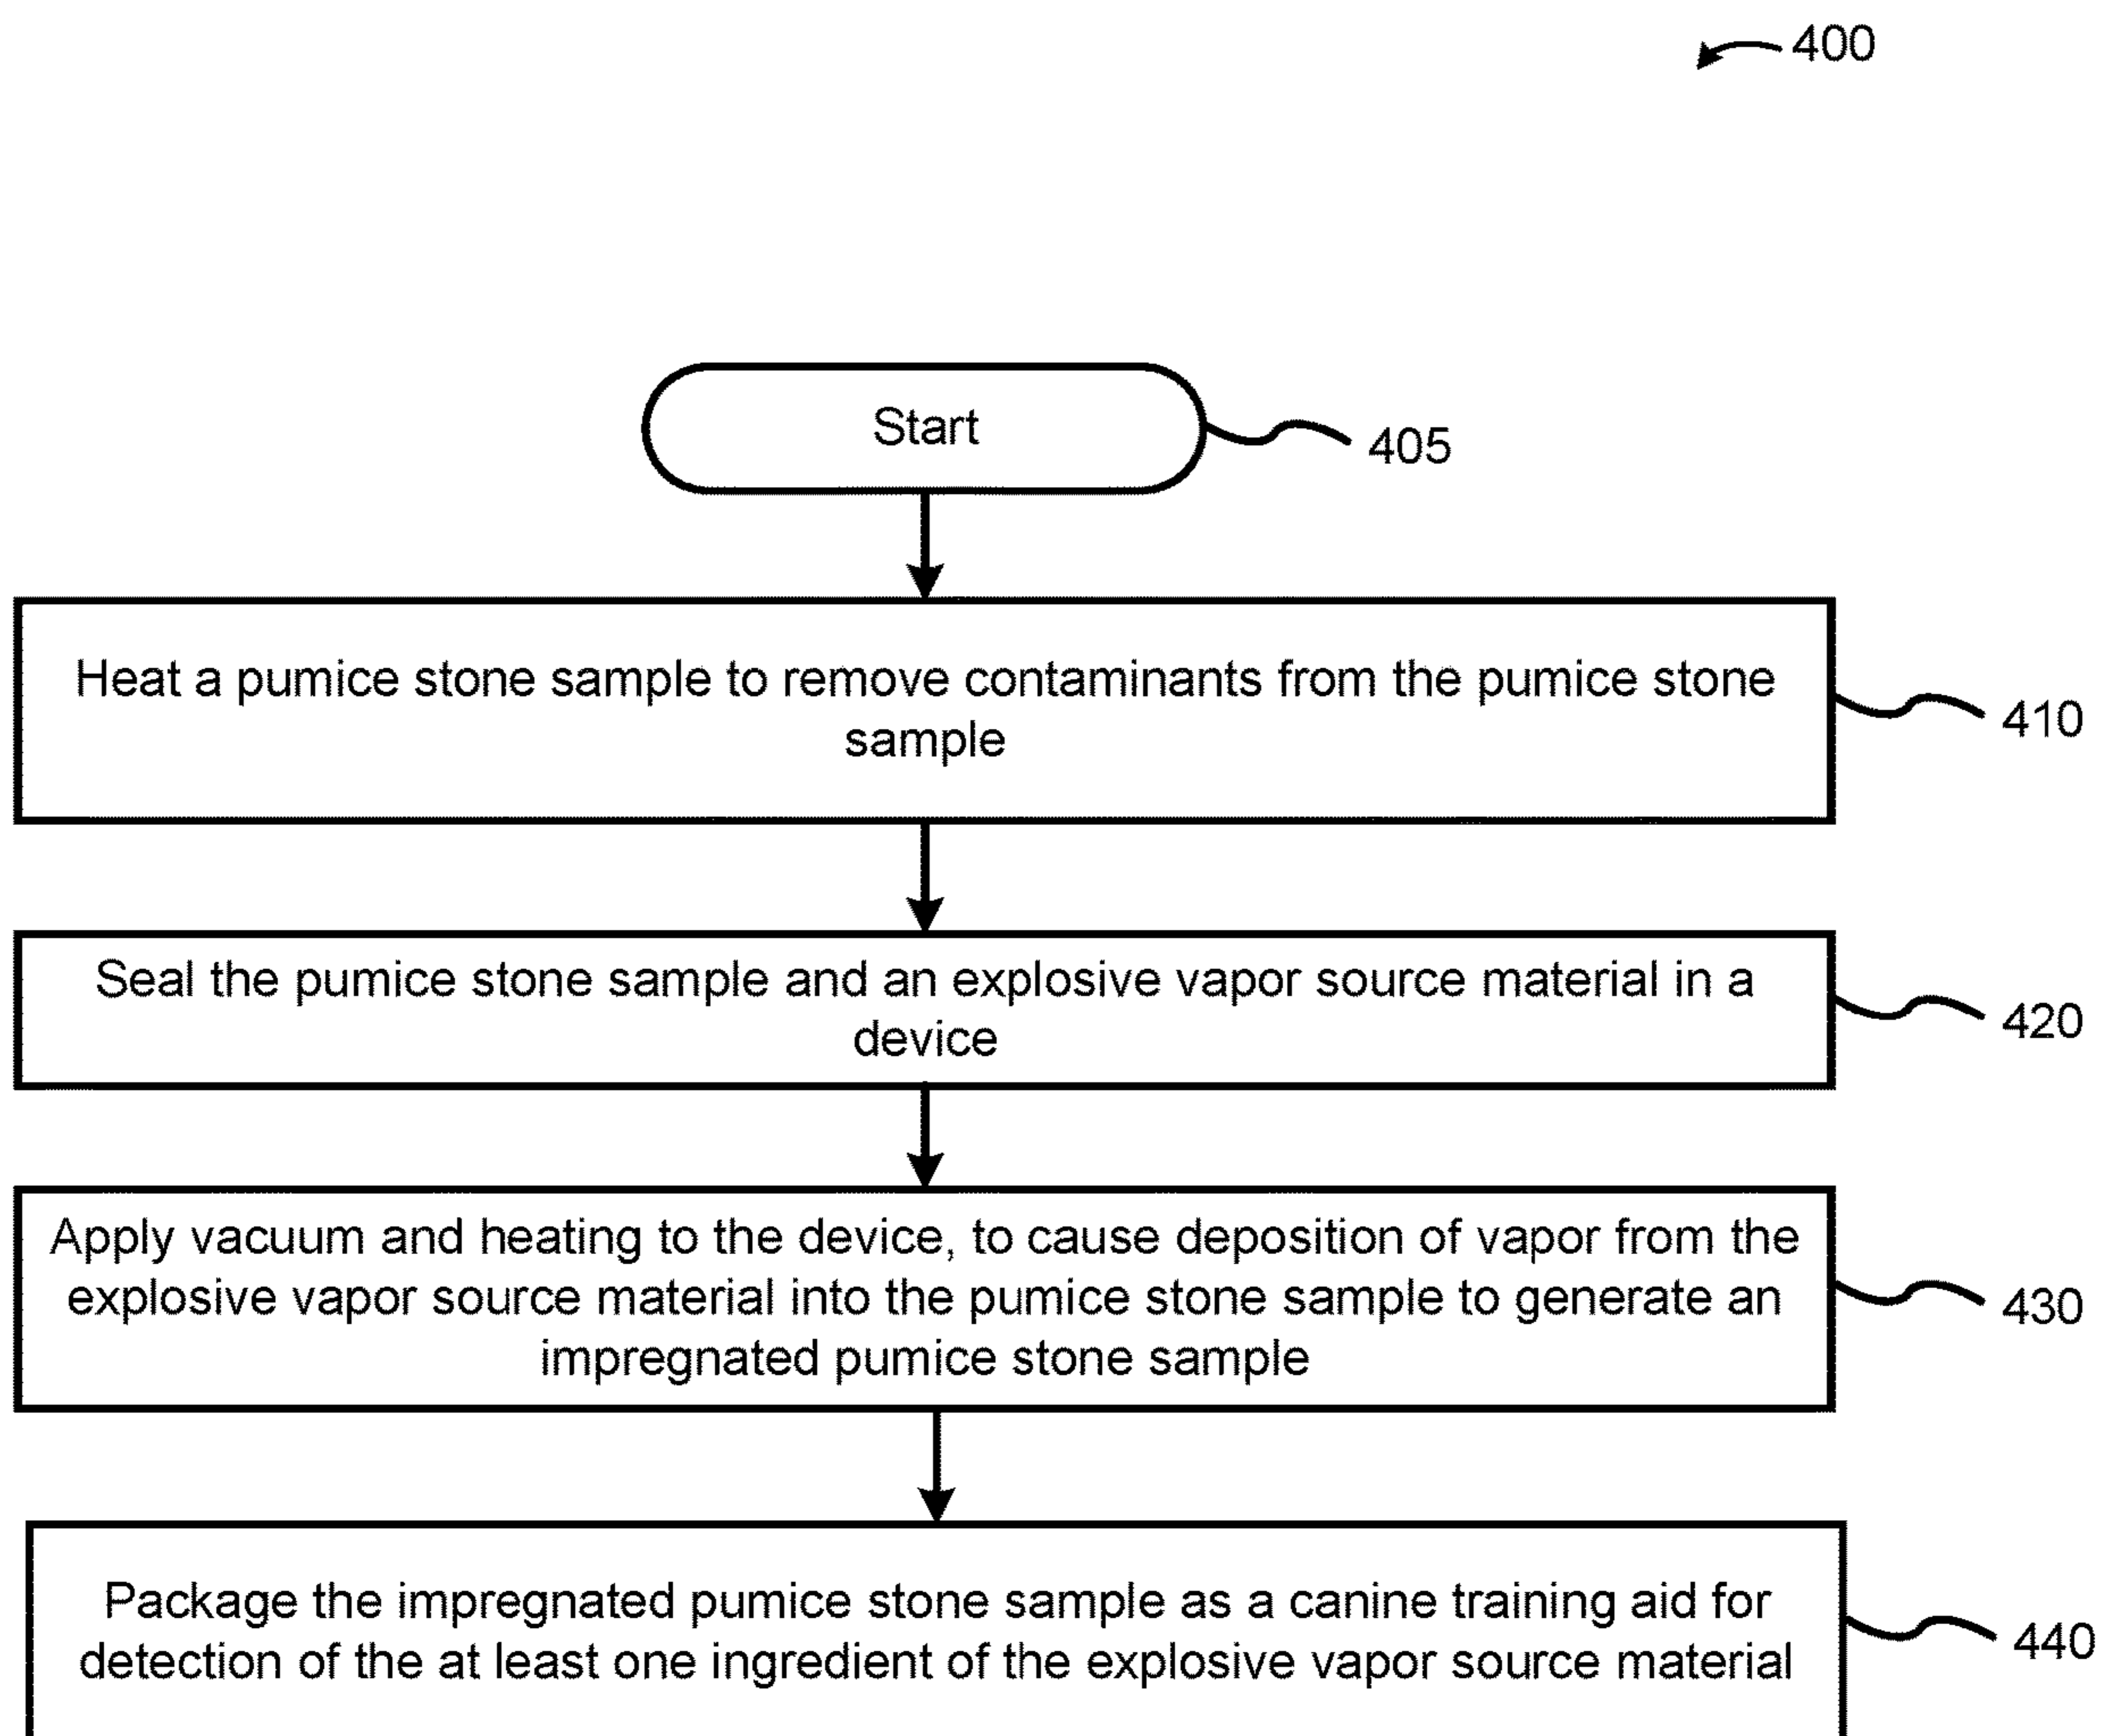 400
Start
405
Heat a pumice stone sample to remove contaminants from the pumice stone
sample
410
Seal the pumice stone sample and an explosive vapor source material in a
device
420
Apply vacuum and heating to the device, to cause deposition of vapor from the
explosive vapor source material into the pumice stone sample to generate an
impregnated pumice stone sample
430
Package the impregnated pumice stone sample as a canine training aid for
detection of the at least one ingredient of the explosive vapor source material
440